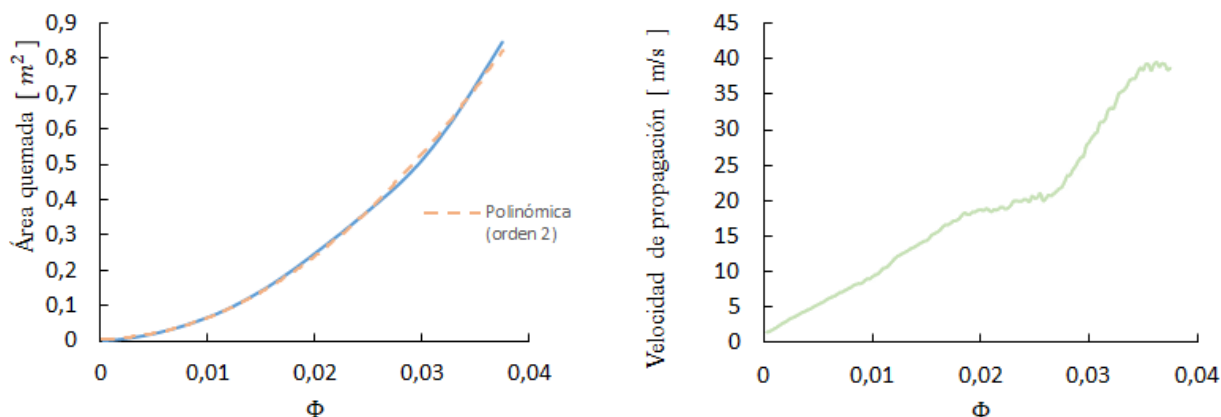 Área quemada [ m² ]
0,9
0,8
0,7
0,6
0,5
0,4
0,3
0,2
0,1
0
0 0,01 0,02 0,03 0,04
Φ
Polinómica
(orden 2)
Velocidad de propagación [ m/s ]
45
40
35
30
25
20
15
10
5
0
0 0,01 0,02 0,03 0,04
Φ